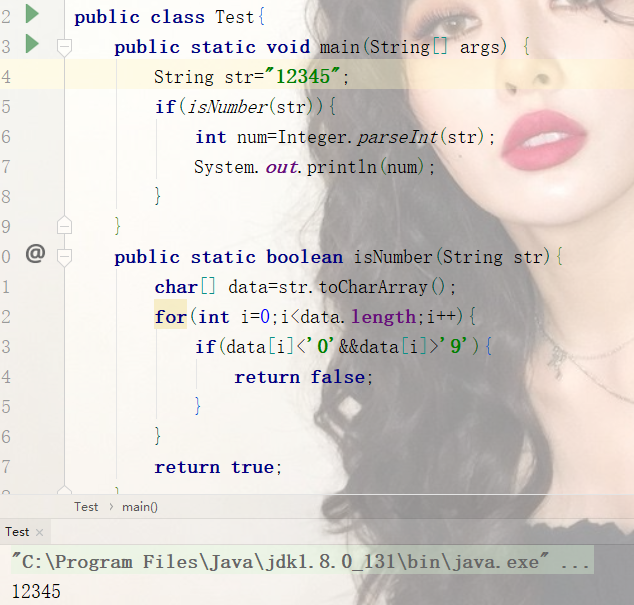 2 public class Test{
3 public static void main(String[] args) {
4 String str="12345";
5 if(isNumber(str)){
6 int num=Integer.parseInt(str);
7 System.out.println(num);
8 }
9 }
0 @ public static boolean isNumber(String str){
1 char[] data=str.toCharArray();
2 for(int i=0;i<data.length;i++){
3 if(data[i]<'0'&&data[i]>'9'){
4 return false;
5 }
6 }
7 return true;
Test › main()
Test ×
"C:\Program Files\Java\jdk1.8.0_131\bin\java.exe" ...
12345